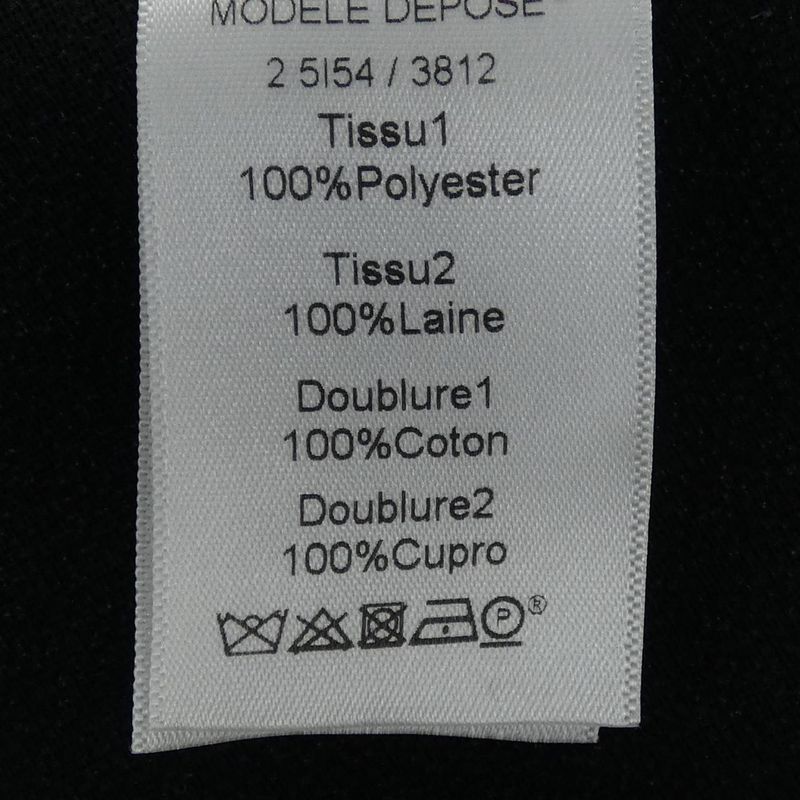 MODELE DEPOSE
2 5I54 / 3812
Tissu1
100%Polyester
Tissu2
100%Laine
Doublure1
100%Coton
Doublure2
100%Cupro
P ®